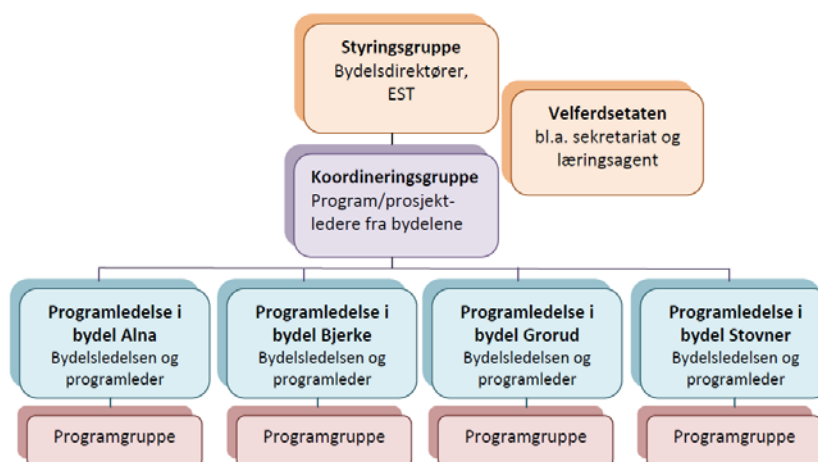 Styringsgruppe
Bydelsdirektører,
EST
Velferdsetaten
bl.a. sekretariat og
læringsagent
Koordineringsgruppe
Program/prosjekt-
ledere fra bydelene
Programledelse i
bydel Alna
Bydelsledelsen og
programleder
Programledelse i
bydel Bjerke
Bydelsledelsen og
programleder
Programledelse i
bydel Grorud
Bydelsledelsen og
programleder
Programledelse i
bydel Stovner
Bydelsledelsen og
programleder
Programgruppe
Programgruppe
Programgruppe
Programgruppe